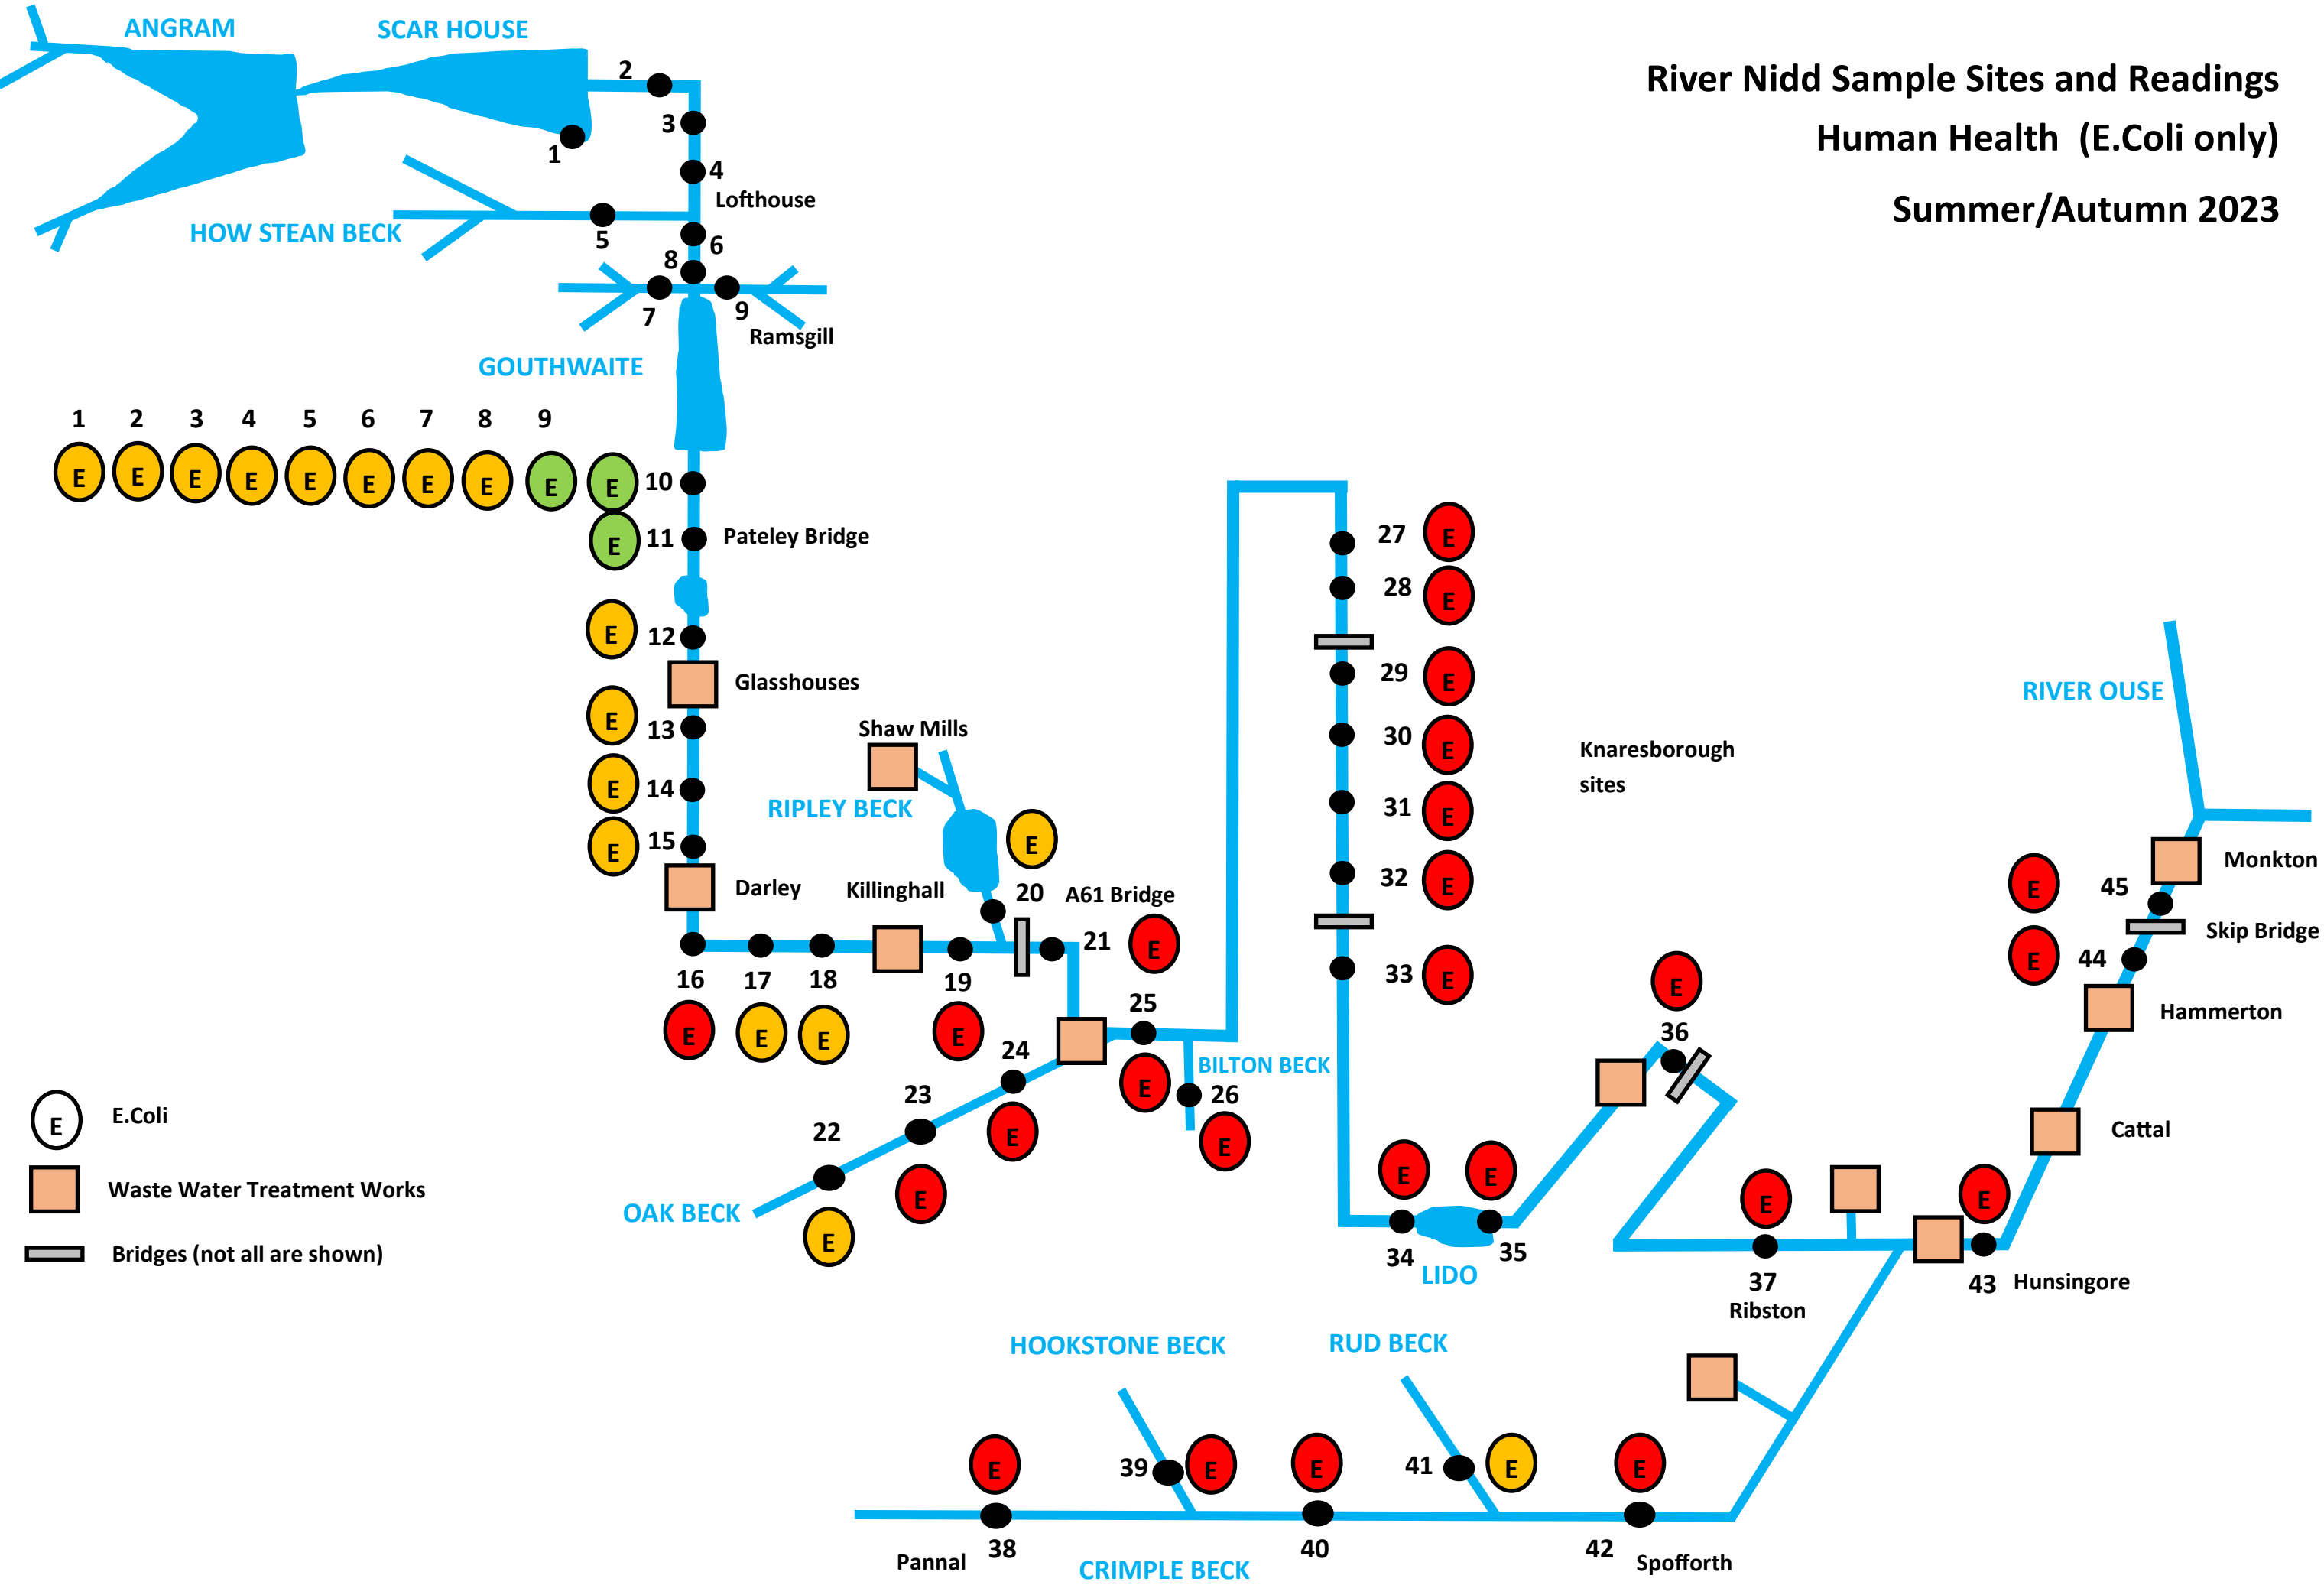 ANGRAM
SCAR HOUSE
River Nidd Sample Sites and Readings
Human Health (E.Coli only)
Summer/Autumn 2023
2
3
1
4
Lofthouse
HOW STEAN BECK
5
6
8
7
9
Ramsgill
GOUTHWAITE
1 2 3 4 5 6 7 8 9
E E E E E E E E E E 10
E 11 Pateley Bridge
E 12
Glasshouses
E 13
E 14
E 15
Darley
Shaw Mills
RIPLEY BECK
E
Killinghall
20
A61 Bridge
21 E
16 17 18 19
E E E E
25
E
24
E
23
E
22
E
OAK BECK
BILTON BECK
26
E
27 E
28 E
29 E
30 E
31 E
32 E
33 E
Knaresborough
sites
E E
34 35
LIDO
E
36
E
37
Ribston
E
43 Hunsingore
Cattal
Hammerton
E 44
Skip Bridge
E 45
Monkton
RIVER OUSE
E E.Coli
Waste Water Treatment Works
Bridges (not all are shown)
HOOKSTONE BECK
RUD BECK
E
39 E
E
41 E
E
Pannal 38
CRIMPLE BECK
40
42 Spofforth